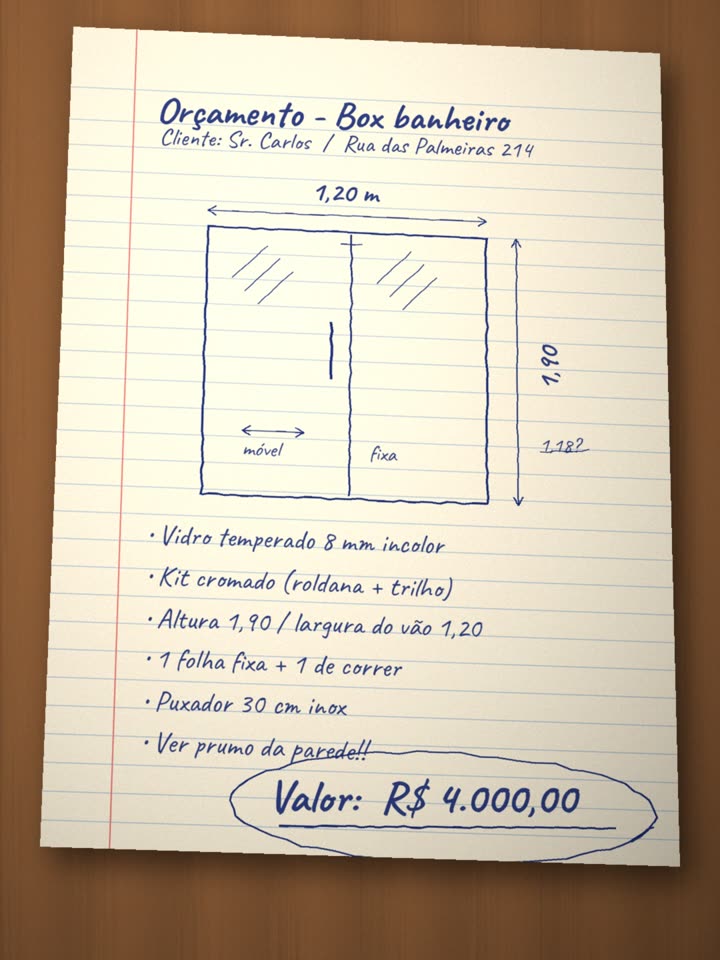 Orçamento - Box banheiro
Cliente: Sr. Carlos / Rua das Palmeiras 214
1,20 m
1,90
1,18?
móvel
fixa
• Vidro temperado 8 mm incolor
• Kit cromado (roldana + trilho)
• Altura 1,90 / largura do vão 1,20
• 1 folha fixa + 1 de correr
• Puxador 30 cm inox
• Ver prumo da parede!!
Valor: R$ 4.000,00